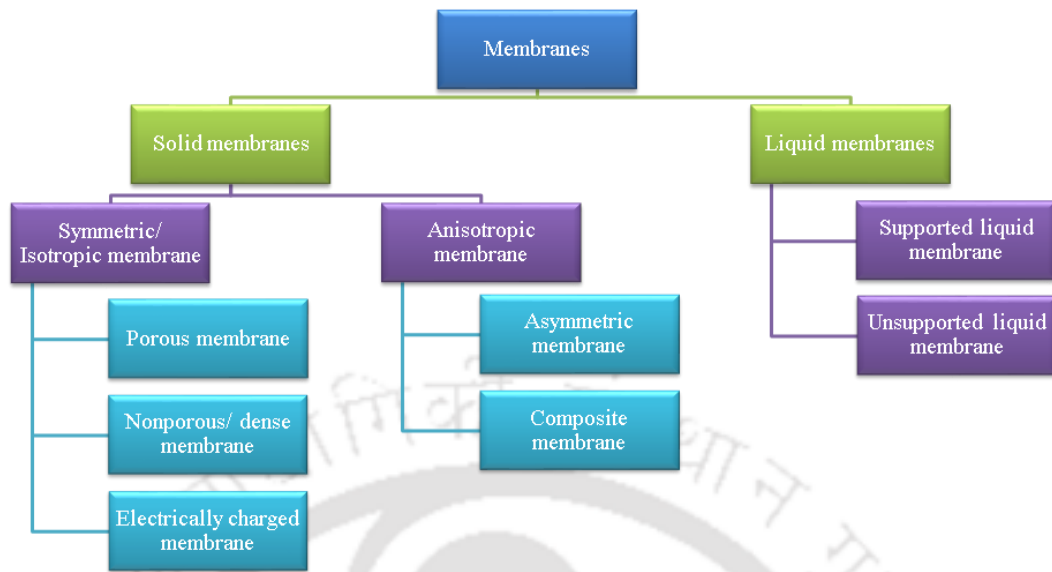 Membranes
Solid membranes
Liquid membranes
Symmetric/
Isotropic membrane
Anisotropic
membrane
Supported liquid
membrane
Unsupported liquid
membrane
Porous membrane
Asymmetric
membrane
Nonporous/ dense
membrane
Composite
membrane
Electrically charged
membrane